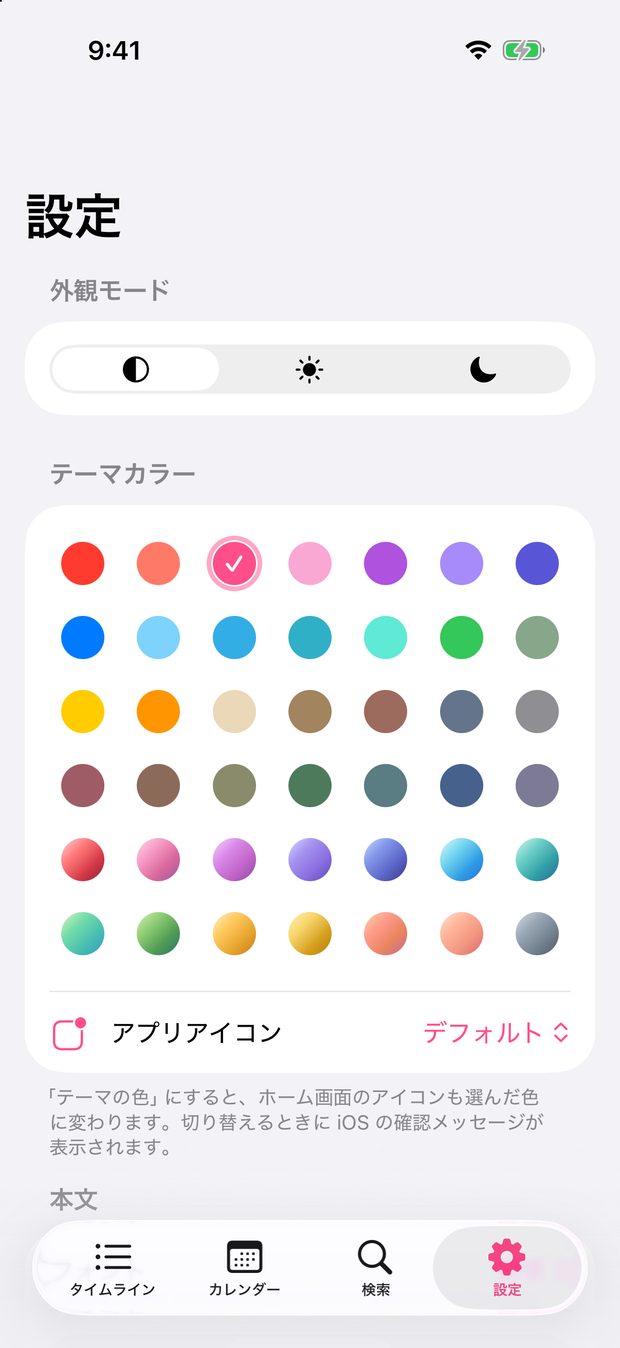 9:41
設定
外観モード
テーマカラー
アプリアイコン
デフォルト
「テーマの色」にすると、ホーム画面のアイコンも選んだ色
に変わります。切り替えるときに iOS の確認メッセージが
表示されます。
本文
タイムライン
カレンダー
検索
設定